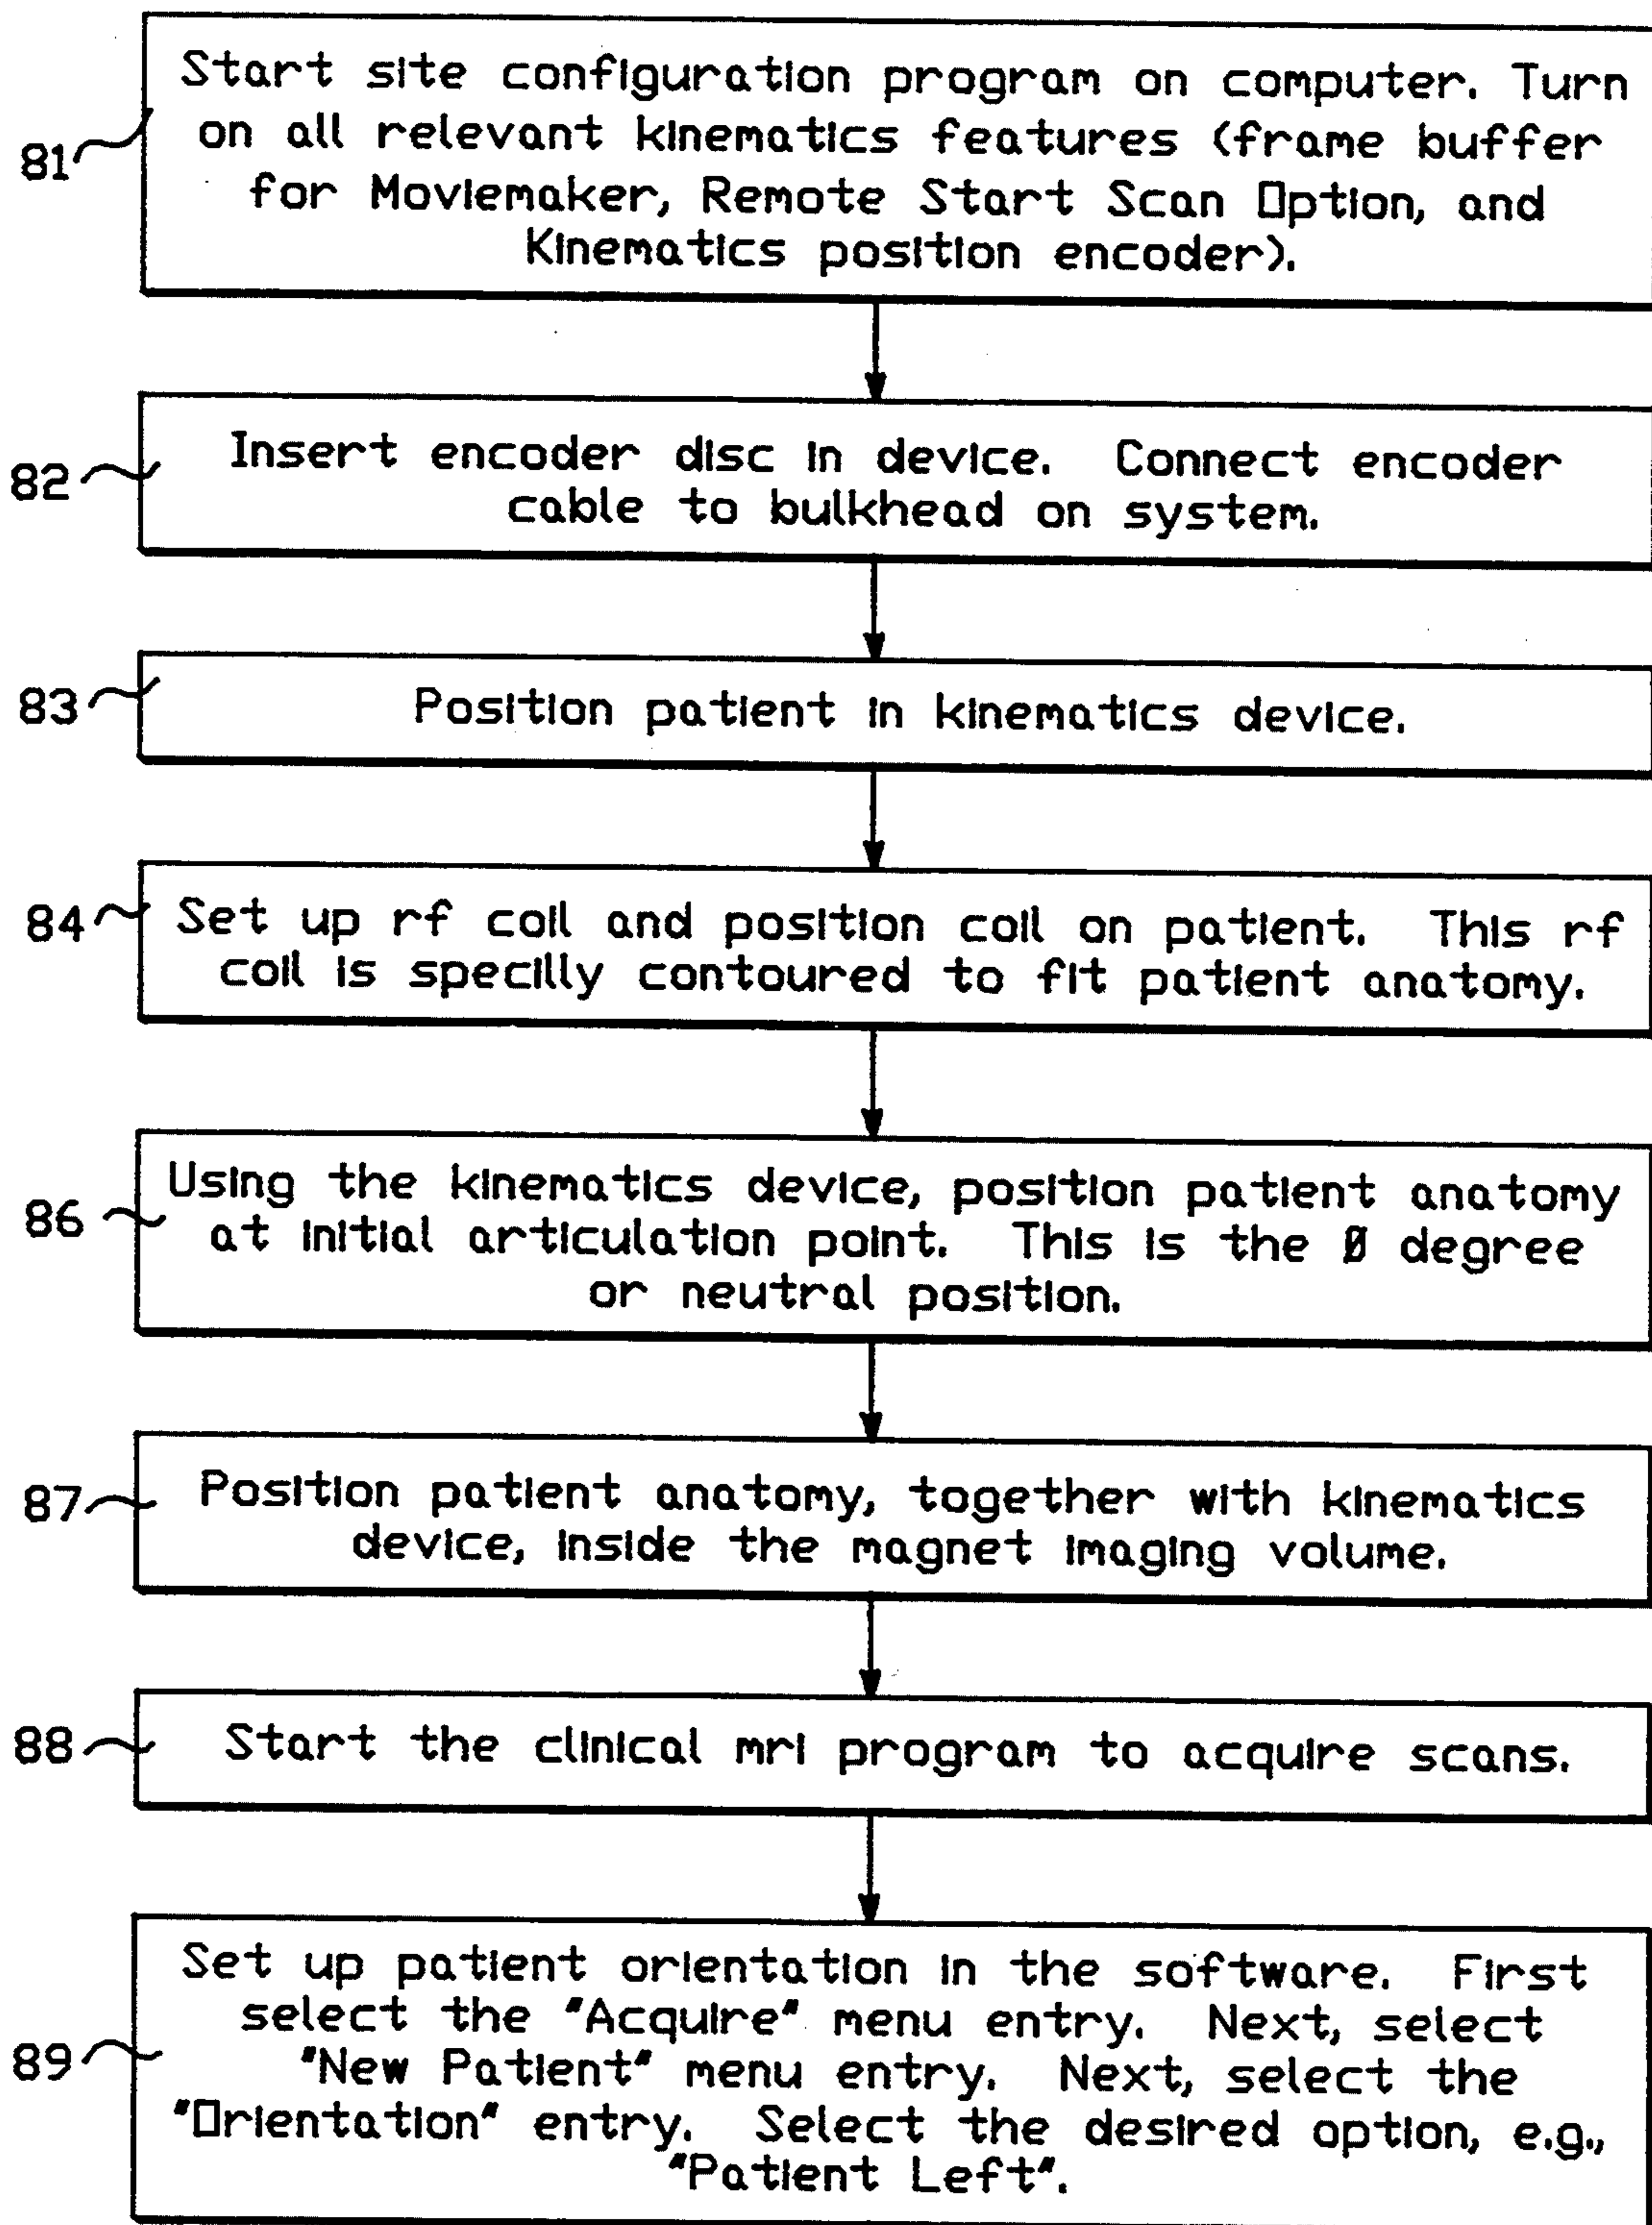 Start site configuration program on computer. Turn
on all relevant kinematics features (frame buffer
for Moviemaker, Remote Start Scan Option, and
Kinematics position encoder).
81
Insert encoder disc in device. Connect encoder
cable to bulkhead on system.
82
Position patient in kinematics device.
83
Set up rf coil and position coil on patient. This rf
coil is specilly contoured to fit patient anatomy.
84
Using the kinematics device, position patient anatomy
at initial articulation point. This is the 0 degree
or neutral position.
86
Position patient anatomy, together with kinematics
device, inside the magnet imaging volume.
87
Start the clinical mri program to acquire scans.
88
Set up patient orientation in the software. First
select the "Acquire" menu entry. Next, select
"New Patient" menu entry. Next, select the
"Orientation" entry. Select the desired option, e.g.,
"Patient Left".
89